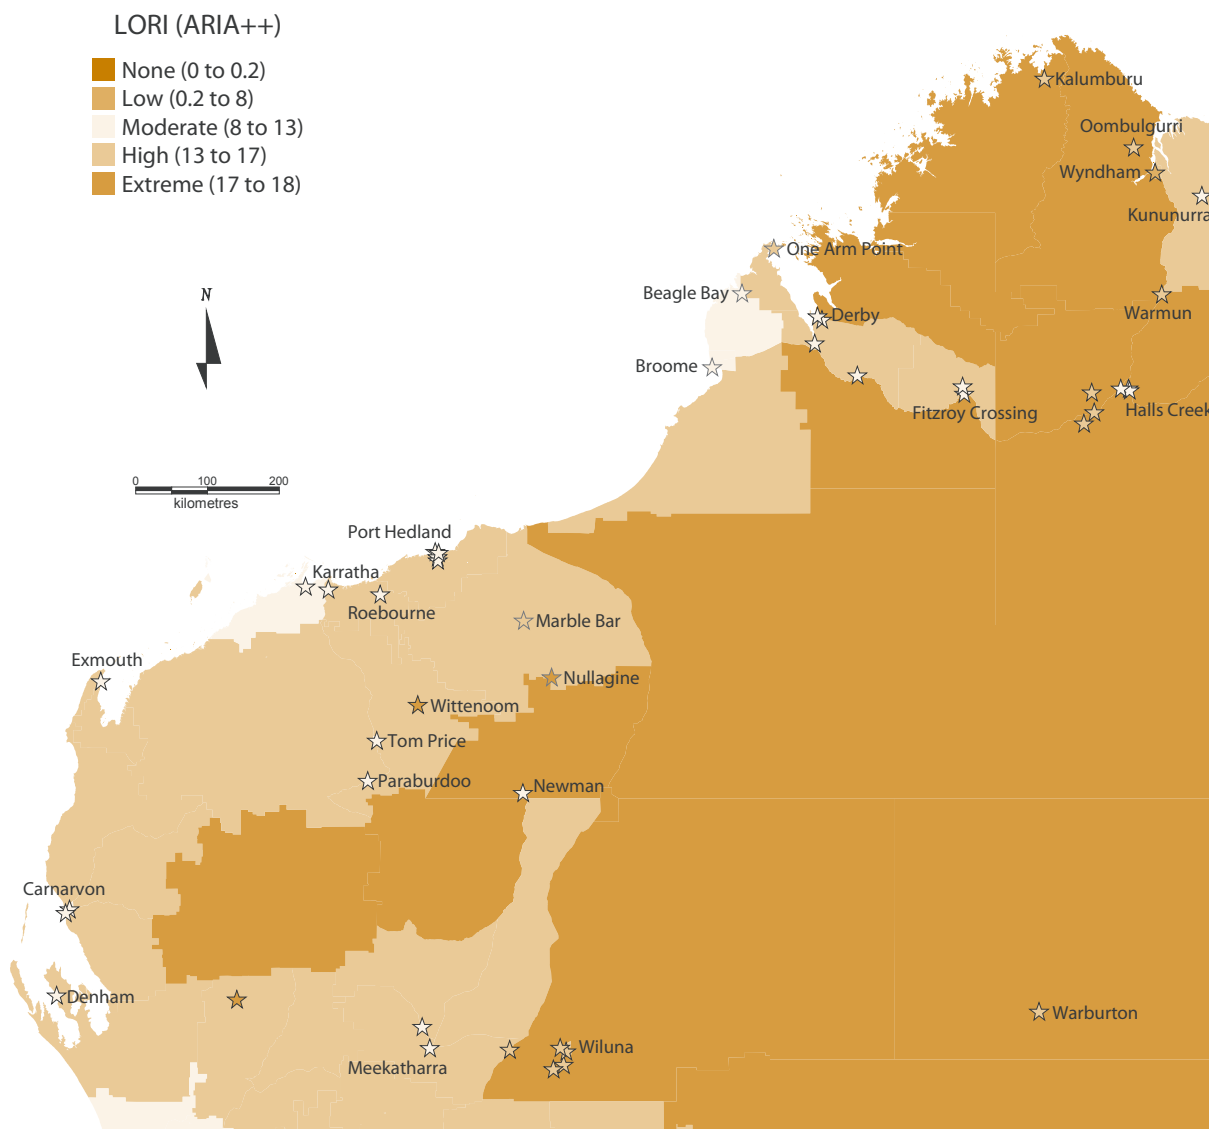 LORI (ARIA++)
None (0 to 0.2)
Low (0.2 to 8)
Moderate (8 to 13)
High (13 to 17)
Extreme (17 to 18)
Kalumburu
Oombulgurri
Wyndham
Kununurra
One Arm Point
Beagle Bay
N
Warmun
Derby
Broome
Fitzroy Crossing
Halls Creek
0 100 200
kilometres
Port Hedland
Karratha
Roebourne
Marble Bar
Exmouth
Nullagine
Wittenoom
Tom Price
Paraburdoo
Newman
Carnarvon
Denham
Warburton
Wiluna
Meekatharra